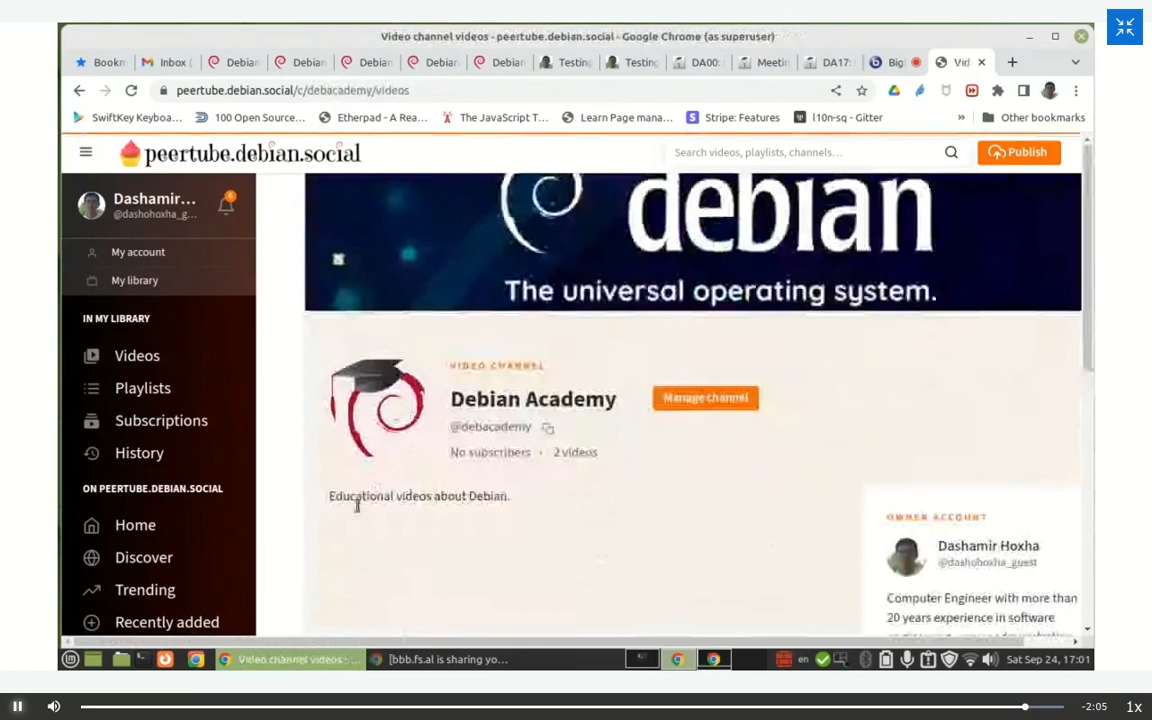 Video channel videos - peertube.debian.social - Google Chrome (as superuser)
Bookm
Inbox (
Debian
Debian
Debian
Debian
Debian
Testing
Testing
DA00:
Meetin
DA17:
Big
Vid
peertube.debian.social/c/debacademy/videos
SwiftKey Keyboa...
100 Open Source...
Etherpad - A Rea...
The JavaScript T...
Learn Page mana...
Stripe: Features
l10n-sq - Gitter
»
Other bookmarks
peertube.debian.social
Search videos, playlists, channels...
Publish
Dashamir...
@dashohoxha_g...
6
My account
My library
IN MY LIBRARY
Videos
Playlists
Subscriptions
History
ON PEERTUBE.DEBIAN.SOCIAL
Home
Discover
Trending
Recently added
debian
The universal operating system.
VIDEO CHANNEL
Debian Academy
Manage channel
@debacademy
No subscribers · 2 videos
Educational videos about Debian.
OWNER ACCOUNT
Dashamir Hoxha
@dashohoxha_guest
Computer Engineer with more than
20 years experience in software
Video channel videos - ...
[bbb.fs.al is sharing yo...
en
Sat Sep 24, 17:01
-2:05
1x